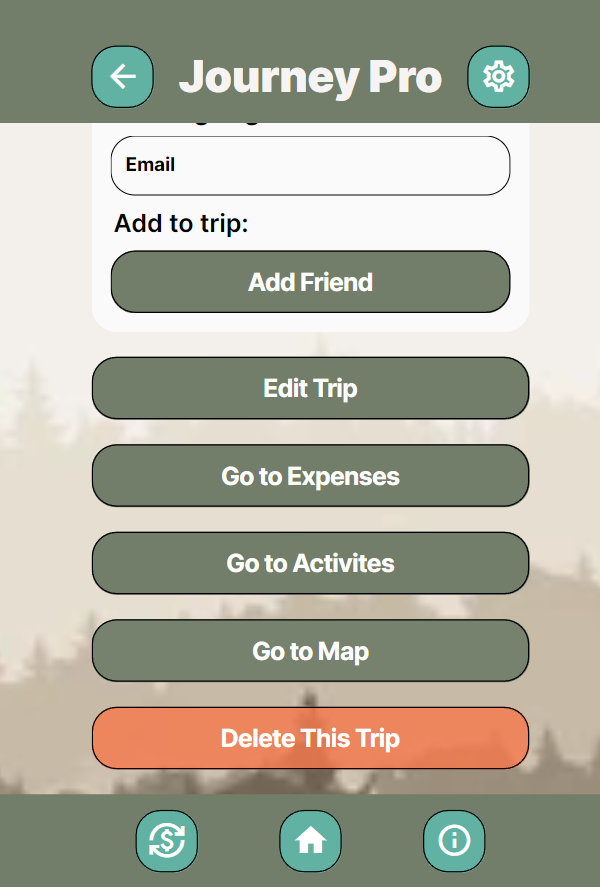 Journey Pro
Email
Add to trip:
Add Friend
Edit Trip
Go to Expenses
Go to Activites
Go to Map
Delete This Trip